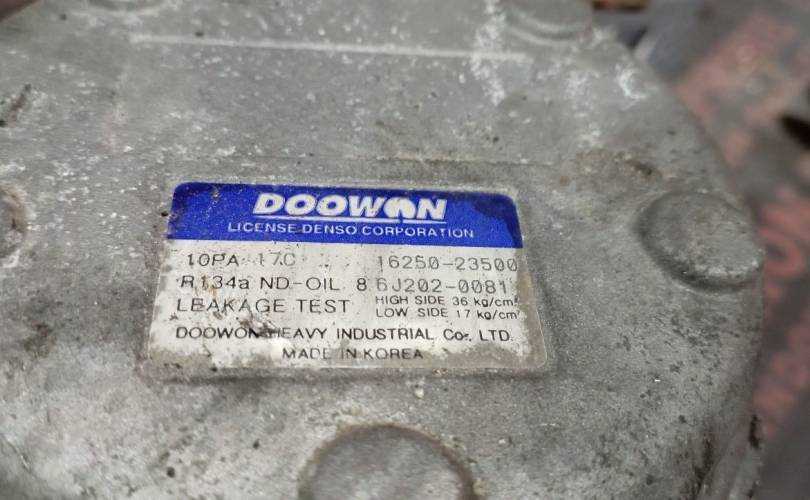 DOOWON
LICENSE DENSO CORPORATION
10PA 17C 16250-23500
R134a ND-OIL 8 6J202-0081
LEAKAGE TEST HIGH SIDE 36 kg/cm²
LOW SIDE 17 kg/cm²
DOOWON HEAVY INDUSTRIAL Co., LTD.
MADE IN KOREA